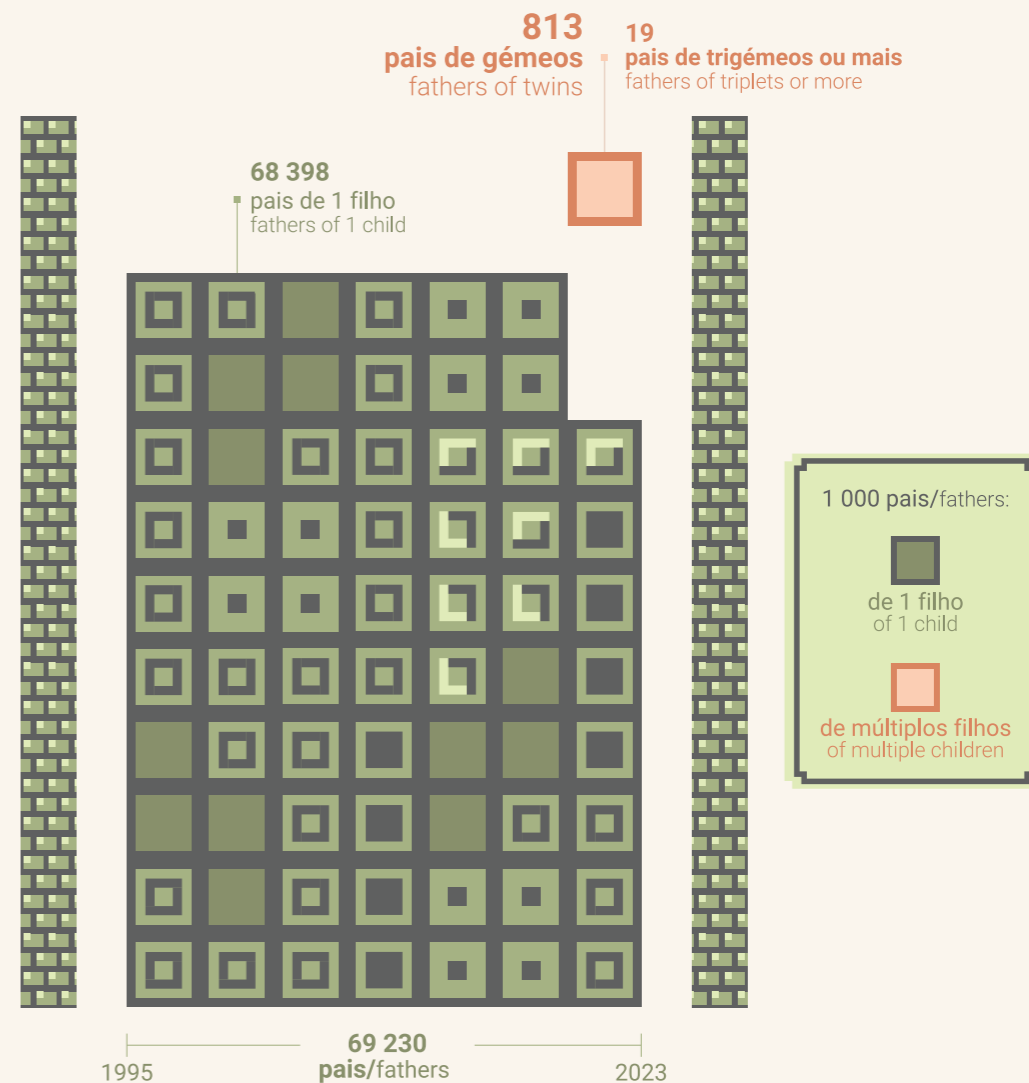 813
pais de gémeos
fathers of twins
19
pais de trigémeos ou mais
fathers of triplets or more
68 398
pais de 1 filho
fathers of 1 child
1 000 pais/fathers:
de 1 filho
of 1 child
de múltiplos filhos
of multiple children
69 230
pais/fathers
1995
2023